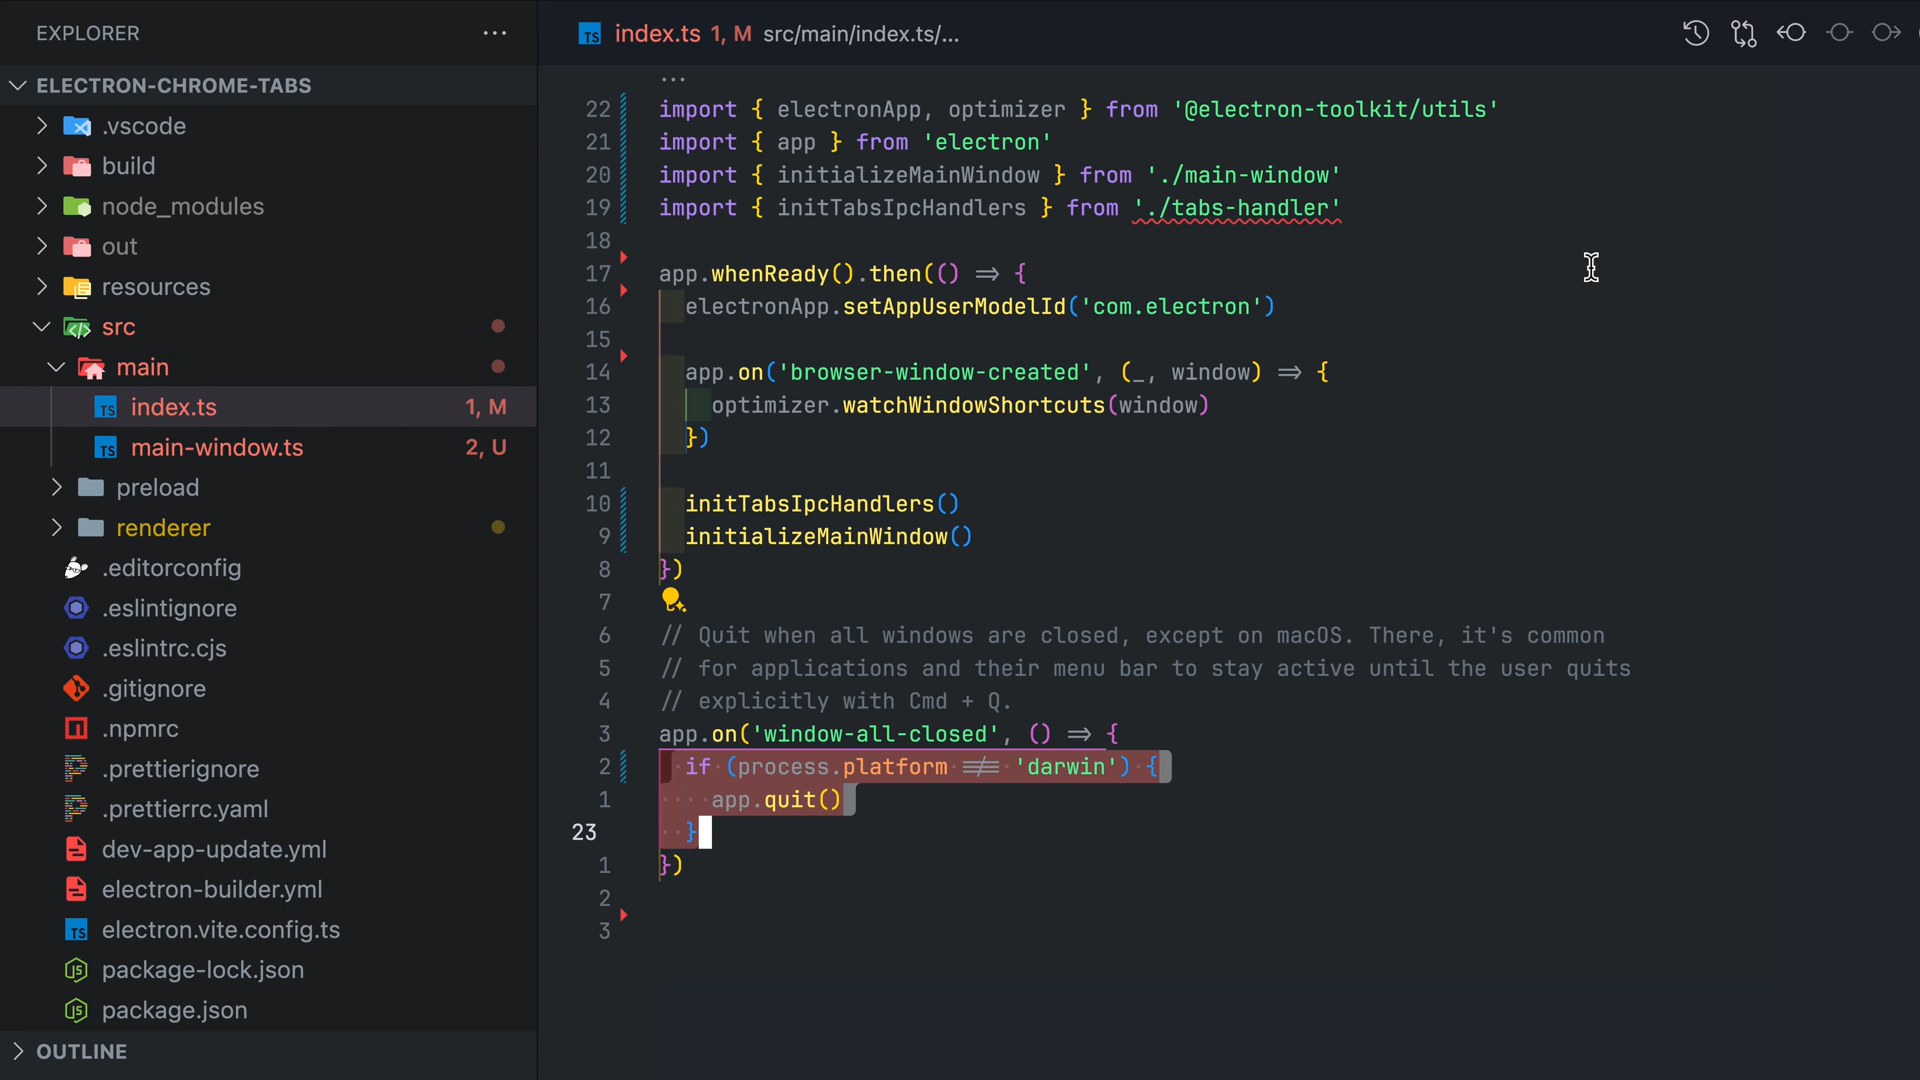 EXPLORER ···
ELECTRON-CHROME-TABS
.vscode
build
node_modules
out
resources
src
main
index.ts 1, M
main-window.ts 2, U
preload
renderer
.editorconfig
.eslintignore
.eslintrc.cjs
.gitignore
.npmrc
.prettierignore
.prettierrc.yaml
dev-app-update.yml
electron-builder.yml
TS electron.vite.config.ts
package-lock.json
package.json
OUTLINE
TS index.ts 1, M src/main/index.ts/...
...
22 import { electronApp, optimizer } from '@electron-toolkit/utils'
21 import { app } from 'electron'
20 import { initializeMainWindow } from './main-window'
19 import { initTabsIpcHandlers } from './tabs-handler'
18
17 app.whenReady().then(() => {
16 electronApp.setAppUserModelId('com.electron')
15
14 app.on('browser-window-created', (_, window) => {
13 optimizer.watchWindowShortcuts(window)
12 })
11
10 initTabsIpcHandlers()
9 initializeMainWindow()
8 })
7
6 // Quit when all windows are closed, except on macOS. There, it's common
5 // for applications and their menu bar to stay active until the user quits
4 // explicitly with Cmd + Q.
3 app.on('window-all-closed', () => {
2 if (process.platform !== 'darwin') {
1 app.quit()
23 }
1 })
2
3